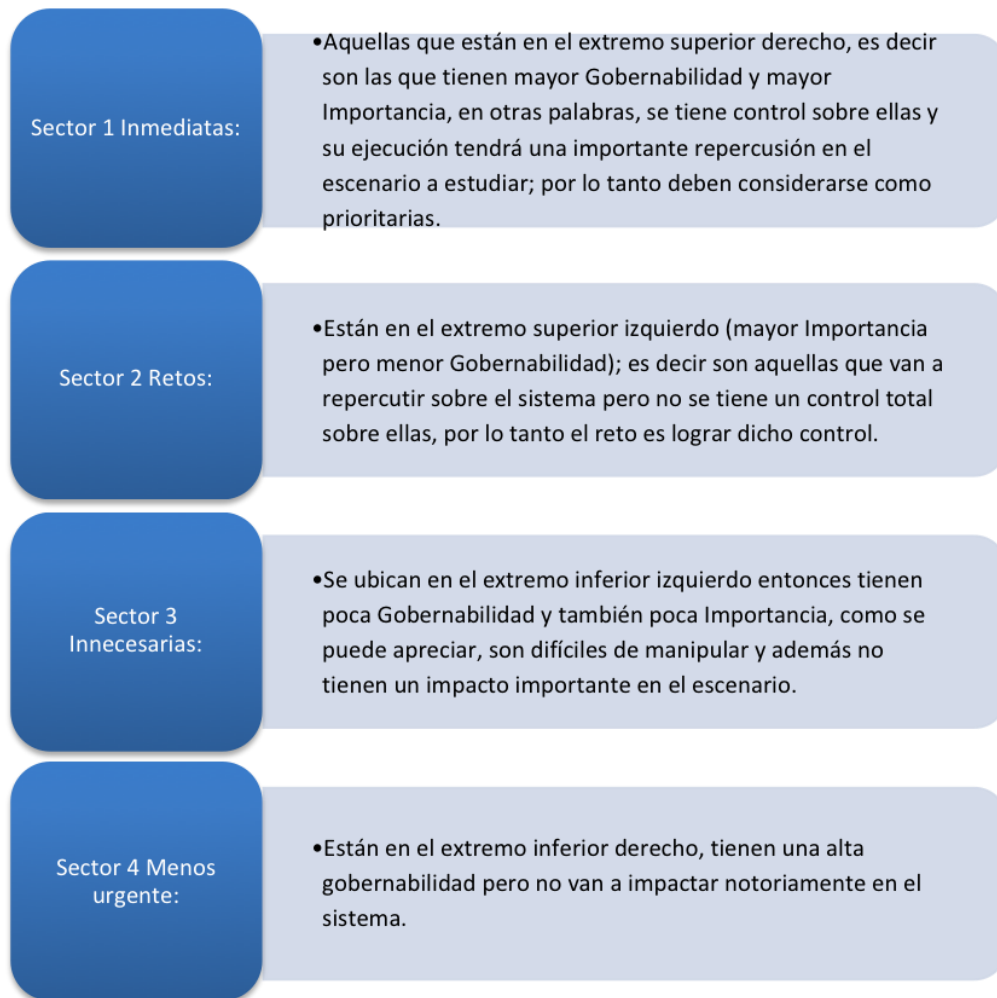 Sector 1 Inmediatas:
•Aquellas que están en el extremo superior derecho, es decir
son las que tienen mayor Gobernabilidad y mayor
Importancia, en otras palabras, se tiene control sobre ellas y
su ejecución tendrá una importante repercusión en el
escenario a estudiar; por lo tanto deben considerarse como
prioritarias.
Sector 2 Retos:
•Están en el extremo superior izquierdo (mayor Importancia
pero menor Gobernabilidad); es decir son aquellas que van a
repercutir sobre el sistema pero no se tiene un control total
sobre ellas, por lo tanto el reto es lograr dicho control.
Sector 3
Innecesarias:
•Se ubican en el extremo inferior izquierdo entonces tienen
poca Gobernabilidad y también poca Importancia, como se
puede apreciar, son difíciles de manipular y además no
tienen un impacto importante en el escenario.
Sector 4 Menos
urgente:
•Están en el extremo inferior derecho, tienen una alta
gobernabilidad pero no van a impactar notoriamente en el
sistema.